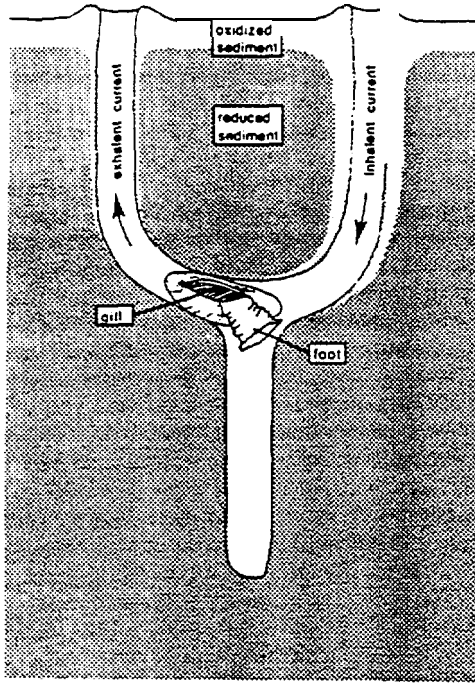 oxidized
sediment
reduced
sediment
exhalent current
Inhalent current
gill
foot